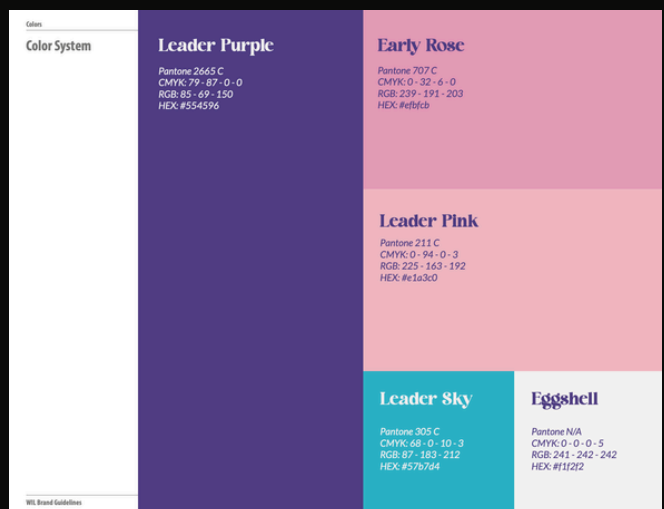 Colors
Color System
Leader Purple
Pantone 2665 C
CMYK: 79 - 87 - 0 - 0
RGB: 85 - 69 - 150
HEX: #554596
Early Rose
Pantone 707 C
CMYK: 0 - 32 - 6 - 0
RGB: 239 - 191 - 203
HEX: #efbfcb
Leader Pink
Pantone 211 C
CMYK: 0 - 94 - 0 - 3
RGB: 225 - 163 - 192
HEX: #e1a3c0
Leader Sky
Pantone 305 C
CMYK: 68 - 0 - 10 - 3
RGB: 87 - 183 - 212
HEX: #57b7d4
Eggshell
Pantone N/A
CMYK: 0 - 0 - 0 - 5
RGB: 241 - 242 - 242
HEX: #f1f2f2
WIL Brand Guidelines